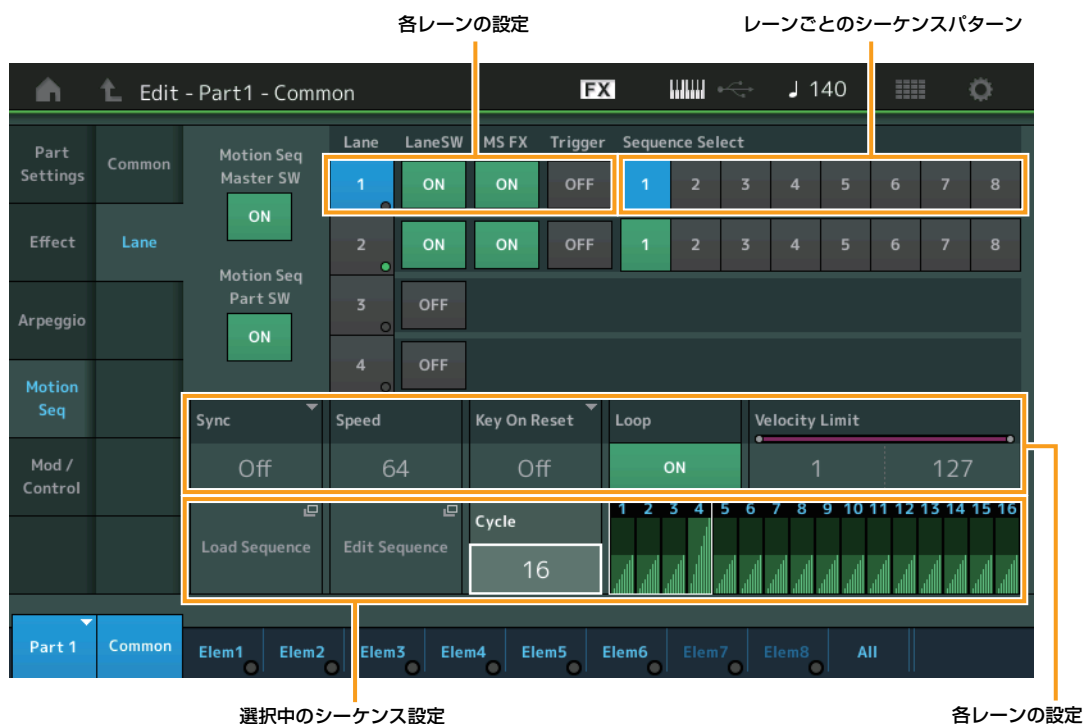 各レーンの設定
レーンごとのシーケンスパターン
Edit - Part1 - Common
FX
140
Part Settings
Common
Motion Seq Master SW
ON
Lane
LaneSW
MS FX
Trigger
Sequence Select
1
ON
ON
OFF
1 2 3 4 5 6 7 8
Effect
Lane
2
ON
ON
OFF
1 2 3 4 5 6 7 8
Motion Seq Part SW
ON
Arpeggio
3
OFF
4
OFF
Motion Seq
Sync
Speed
Key On Reset
Loop
Velocity Limit
Off
64
Off
ON
1
127
Mod / Control
Load Sequence
Edit Sequence
Cycle
16
1 2 3 4 5 6 7 8 9 10 11 12 13 14 15 16
Part 1
Common
Elem1
Elem2
Elem3
Elem4
Elem5
Elem6
Elem7
Elem8
All
選択中のシーケンス設定
各レーンの設定